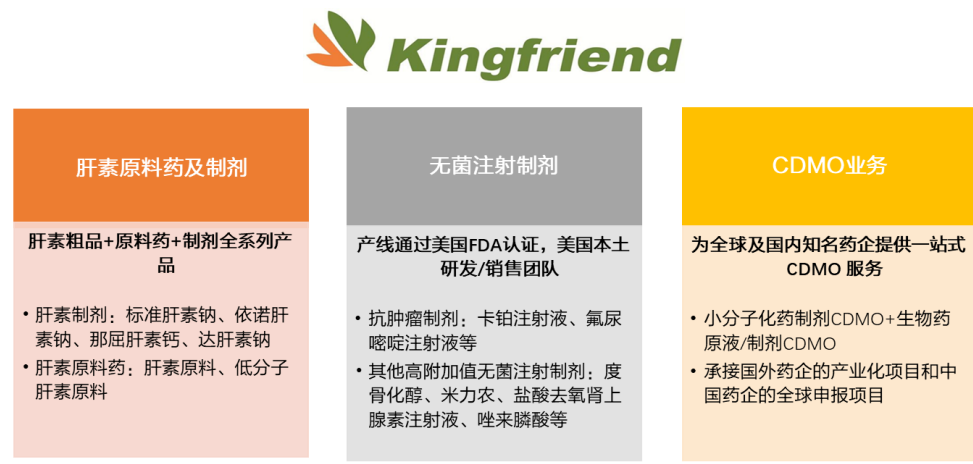 Kingfriend
肝素原料药及制剂
肝素粗品+原料药+制剂全系列产
品
• 肝素制剂：标准肝素钠、依诺肝
素钠、那屈肝素钙、达肝素钠
• 肝素原料药：肝素原料、低分子
肝素原料
无菌注射制剂
产线通过美国FDA认证，美国本土
研发/销售团队
• 抗肿瘤制剂：卡铂注射液、氟尿
嘧啶注射液等
• 其他高附加值无菌注射制剂：度
骨化醇、米力农、盐酸去氧肾上
腺素注射液、唑来膦酸等
CDMO业务
为全球及国内知名药企提供一站式
CDMO 服务
• 小分子化药制剂CDMO+生物药
原液/制剂CDMO
• 承接国外药企的产业化项目和中
国药企的全球申报项目